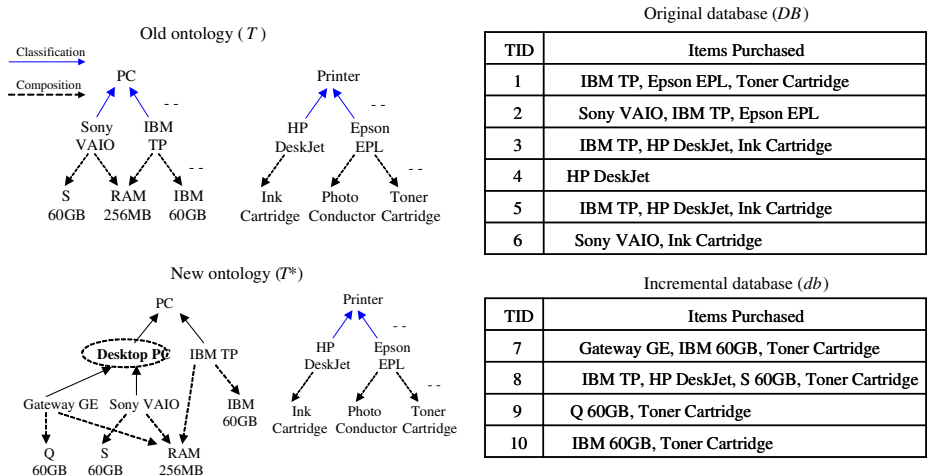 Old ontology (T)
Classification
Composition
PC
- -
Sony VAIO
IBM TP
- -
S 60GB
RAM 256MB
IBM 60GB
Printer
- -
HP DeskJet
Epson EPL
- -
Ink Cartridge
Photo Conductor
Toner Cartridge
New ontology (T*)
PC
Desktop PC
IBM TP
Gateway GE
Sony VAIO
IBM 60GB
Q 60GB
S 60GB
RAM 256MB
Printer
- -
HP DeskJet
Epson EPL
- -
Ink Cartridge
Photo Conductor
Toner Cartridge
Original database (DB)
TID Items Purchased
1 IBM TP, Epson EPL, Toner Cartridge
2 Sony VAIO, IBM TP, Epson EPL
3 IBM TP, HP DeskJet, Ink Cartridge
4 HP DeskJet
5 IBM TP, HP DeskJet, Ink Cartridge
6 Sony VAIO, Ink Cartridge
Incremental database (db)
TID Items Purchased
7 Gateway GE, IBM 60GB, Toner Cartridge
8 IBM TP, HP DeskJet, S 60GB, Toner Cartridge
9 Q 60GB, Toner Cartridge
10 IBM 60GB, Toner Cartridge